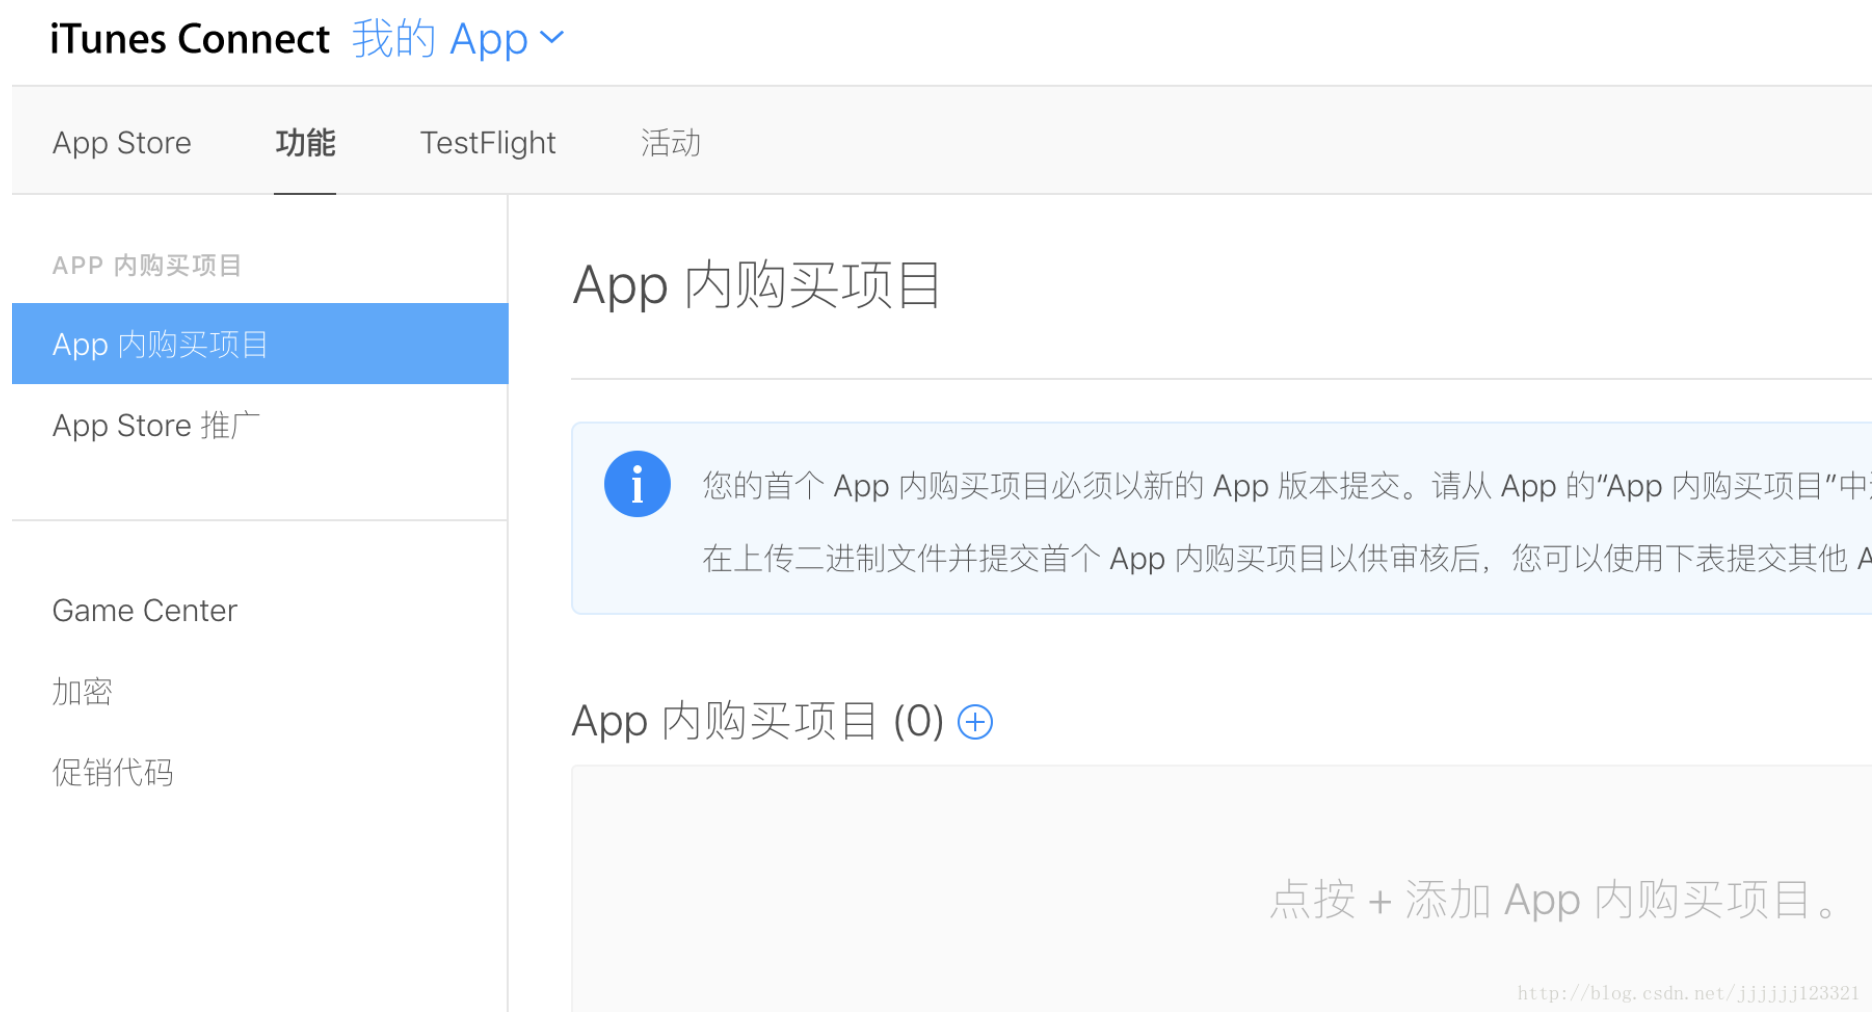 iTunes Connect 我的 App
App Store 功能 TestFlight 活动
APP 内购买项目
App 内购买项目
App Store 推广
Game Center
加密
促销代码
App 内购买项目
您的首个 App 内购买项目必须以新的 App 版本提交。请从 App 的“App 内购买项目”中
在上传二进制文件并提交首个 App 内购买项目以供审核后，您可以使用下表提交其他 A
App 内购买项目 (0)
点按 + 添加 App 内购买项目。
http://blog.csdn.net/jjjjjj123321